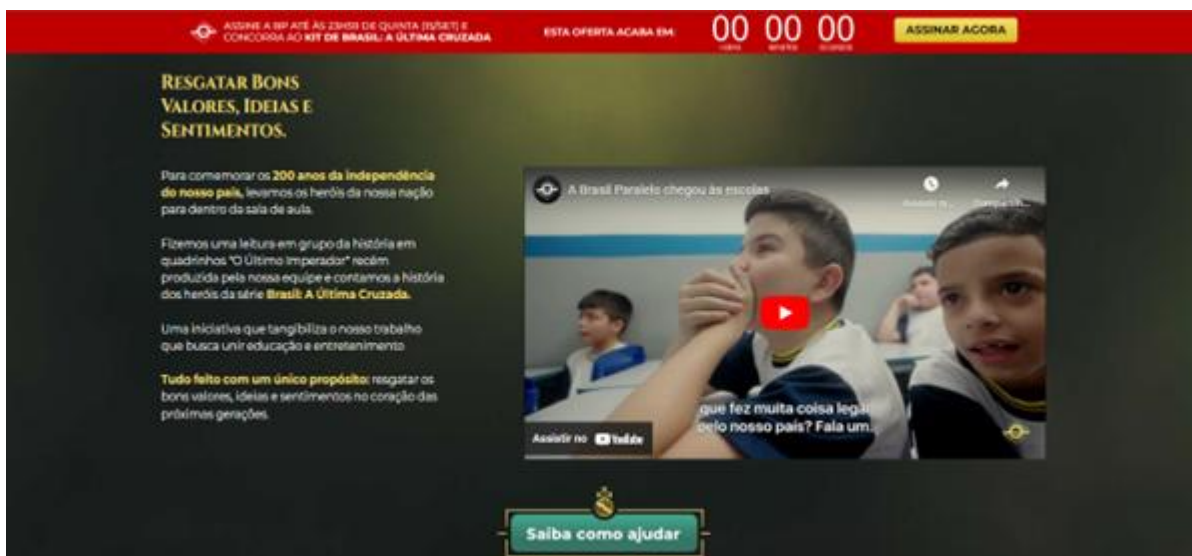 ASSINE A BP ATÉ ÀS 23H59 DE QUINTA (15/SET) E
CONCORRA AO KIT DE BRASIL: A ÚLTIMA CRUZADA
ESTA OFERTA ACABA EM:
00 00 00
ASSINAR AGORA
RESGATAR BONS
VALORES, IDEIAS E
SENTIMENTOS.
Para comemorar os 200 anos da independência
do nosso país, levamos os heróis da nossa nação
para dentro da sala de aula.
Fizemos uma leitura em grupo da história em
quadrinhos "O Último Imperador" recém
produzida pela nossa equipe e contamos a história
dos heróis da série Brasil: A Última Cruzada.
Uma iniciativa que tangibiliza o nosso trabalho
que busca unir educação e entretenimento
Tudo feito com um único propósito: resgatar os
bons valores, ideias e sentimentos no coração das
próximas gerações.
A Brasil Paralelo chegou às escolas
que fez muita coisa legal
pelo nosso país? Fala um
Assistir no YouTube
Saiba como ajudar